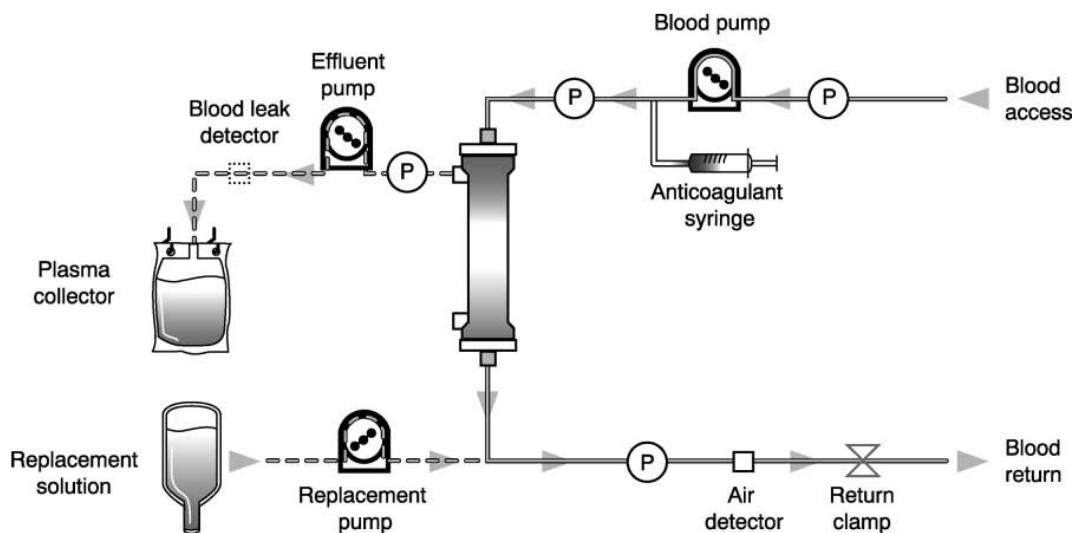 Blood pump
Effluent
pump
Blood leak
detector
P
P
Blood
access
P
Anticoagulant
syringe
Plasma
collector
Replacement
solution
Replacement
pump
P
Air
detector
Return
clamp
Blood
return